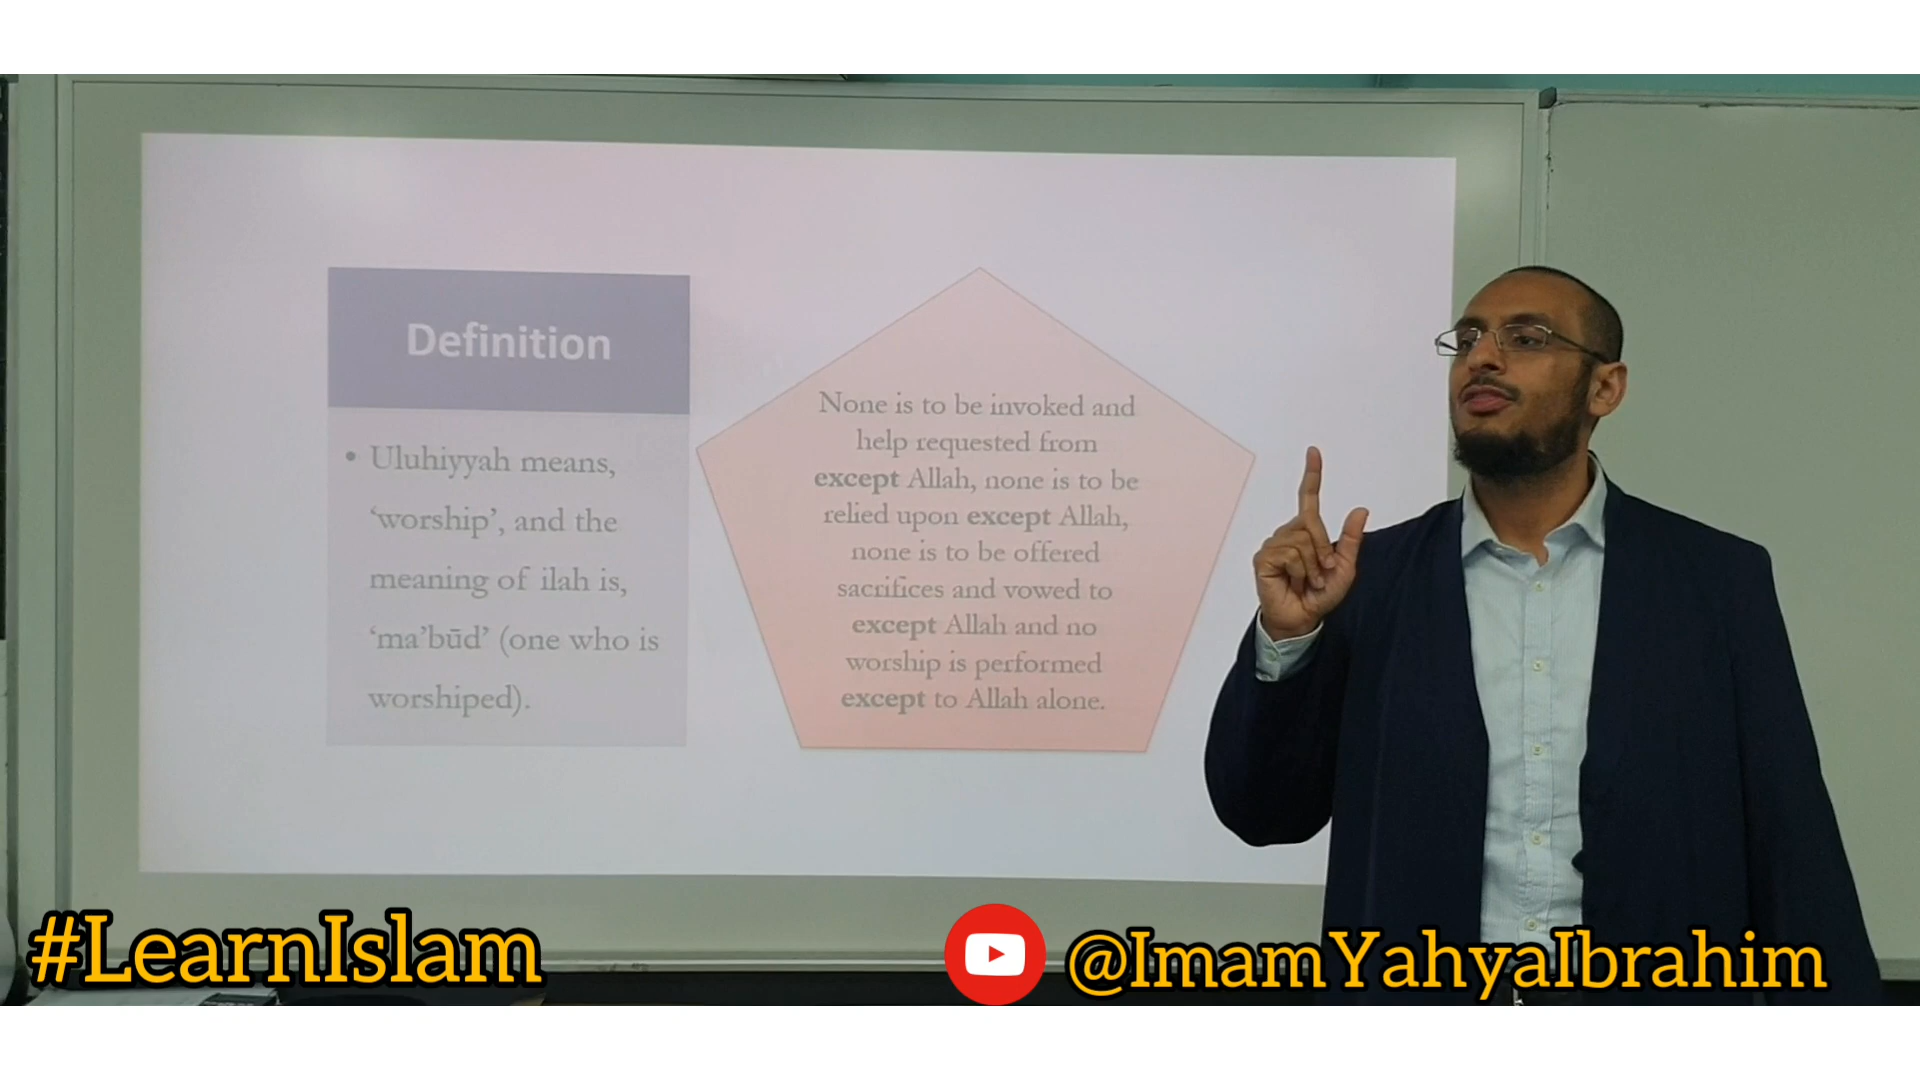 Definition
• Uluhiyyah means,
‘worship’, and the
meaning of ilah is,
‘ma’būd’ (one who is
worshiped).
None is to be invoked and
help requested from
except Allah, none is to be
relied upon except Allah,
none is to be offered
sacrifices and vowed to
except Allah and no
worship is performed
except to Allah alone.
#LearnIslam
@ImamYahyaIbrahim